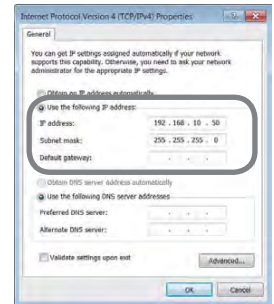 Internet Protocol Version 4 (TCP/IPv4) Properties
General
You can get IP settings assigned automatically if your network
supports this capability. Otherwise, you need to ask your network
administrator for the appropriate IP settings.
Obtain an IP address automatically
Use the following IP address:
IP address: 192 . 168 . 10 . 50
Subnet mask: 255 . 255 . 255 . 0
Default gateway: . . .
Obtain DNS server address automatically
Use the following DNS server addresses
Preferred DNS server: . . .
Alternate DNS server: . . .
Validate settings upon exit
Advanced...
OK Cancel